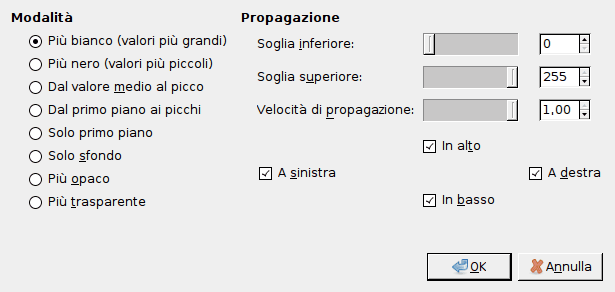 Modalità
Più bianco (valori più grandi)
Più nero (valori più piccoli)
Dal valore medio al picco
Dal primo piano ai picchi
Solo primo piano
Solo sfondo
Più opaco
Più trasparente
Propagazione
Soglia inferiore: 0
Soglia superiore: 255
Velocità di propagazione: 1,00
In alto
A sinistra A destra
In basso
OK Annulla